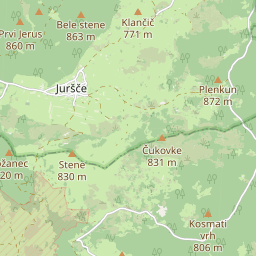 Klančič
771 m
Bele stene
863 m
Prvi Jerus
860 m
Juršče
Plenkun
872 m
Čukovke
831 m
Stene
830 m
ožanec
20 m
Kosmati
vrh
806 m